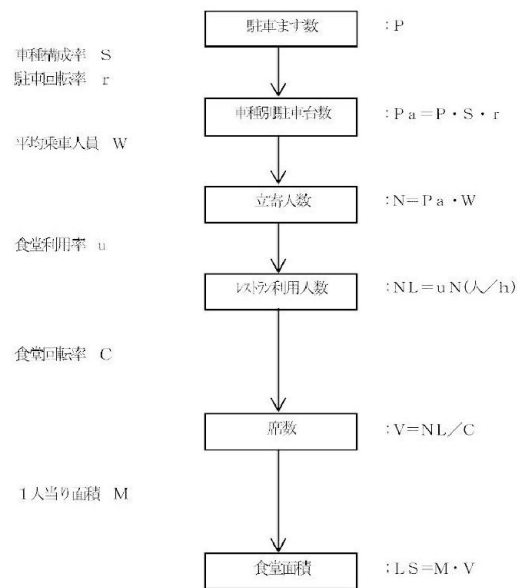 駐車ます数 :P
車種構成率 S
駐車回転率 r
車種別駐車台数 :Pa=P・S・r
平均乗車人員 W
立寄人数 :N=Pa・W
食堂利用率 u
レストラン利用人数 :NL=uN(人/h)
食堂回転率 C
席数 :V=NL/C
1人当り面積 M
食堂面積 :LS=M・V